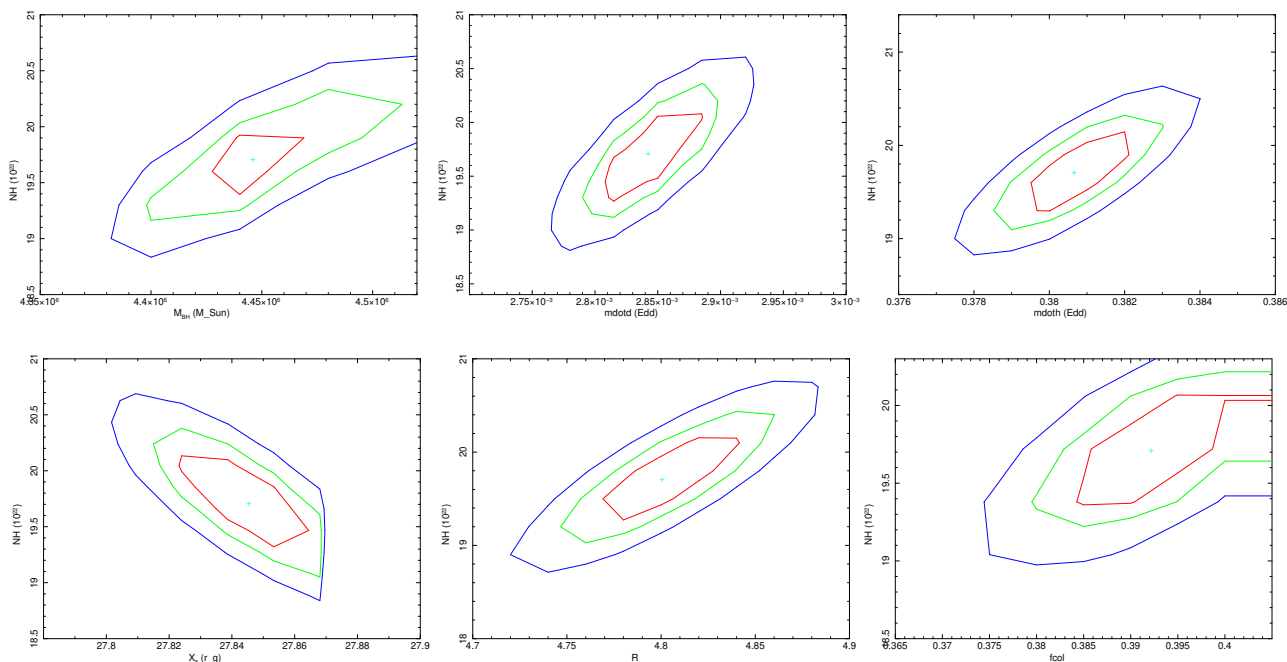 NH (10²²)
18.5 19 19.5 20 20.5 21
4.35×10⁶ 4.4×10⁶ 4.45×10⁶ 4.5×10⁶
M_BH (M_Sun)
NH (10²²)
18.5 19 19.5 20 20.5 21
2.75×10⁻³ 2.8×10⁻³ 2.85×10⁻³ 2.9×10⁻³ 2.95×10⁻³ 3×10⁻³
mdotd (Edd)
NH (10²²)
19 20 21
0.376 0.378 0.38 0.382 0.384 0.386
mdoth (Edd)
NH (10²²)
18.5 19 19.5 20 20.5 21
27.8 27.82 27.84 27.86 27.88 27.9
(r_g)
NH (10²²)
18 19 20 21
4.7 4.75 4.8 4.85 4.9
R
NH (10²²)
18.5 19 19.5 20
0.365 0.37 0.375 0.38 0.385 0.39 0.395 0.4
fcol